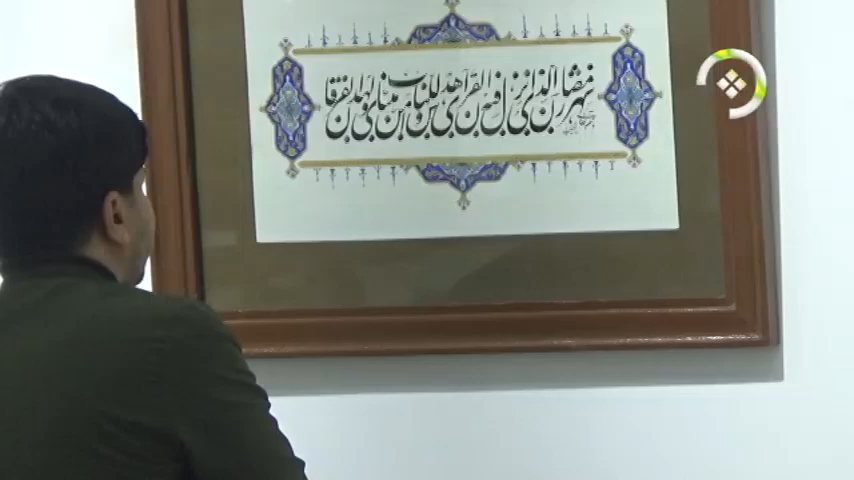 شهر رمضان الذی انزل فیه القرآن هدی للناس و بینات من الهدی و الفرقان